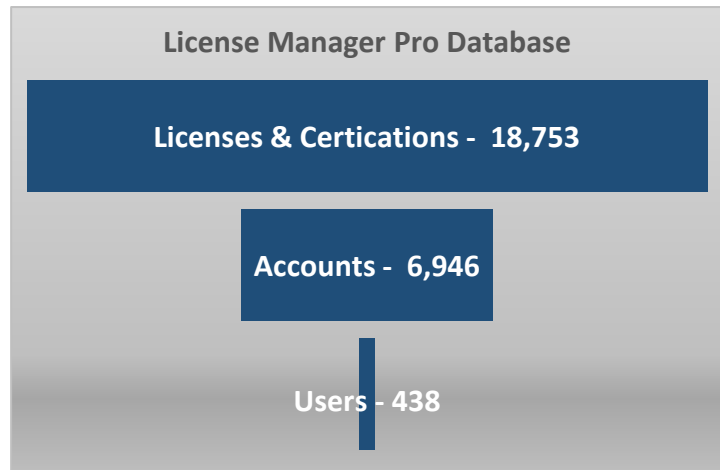 License Manager Pro Database
Licenses & Certications - 18,753
Accounts - 6,946
Users - 438